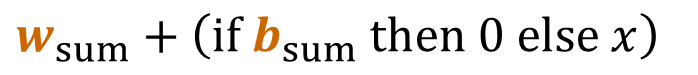 w_sum + (if b_sum then 0 else x)